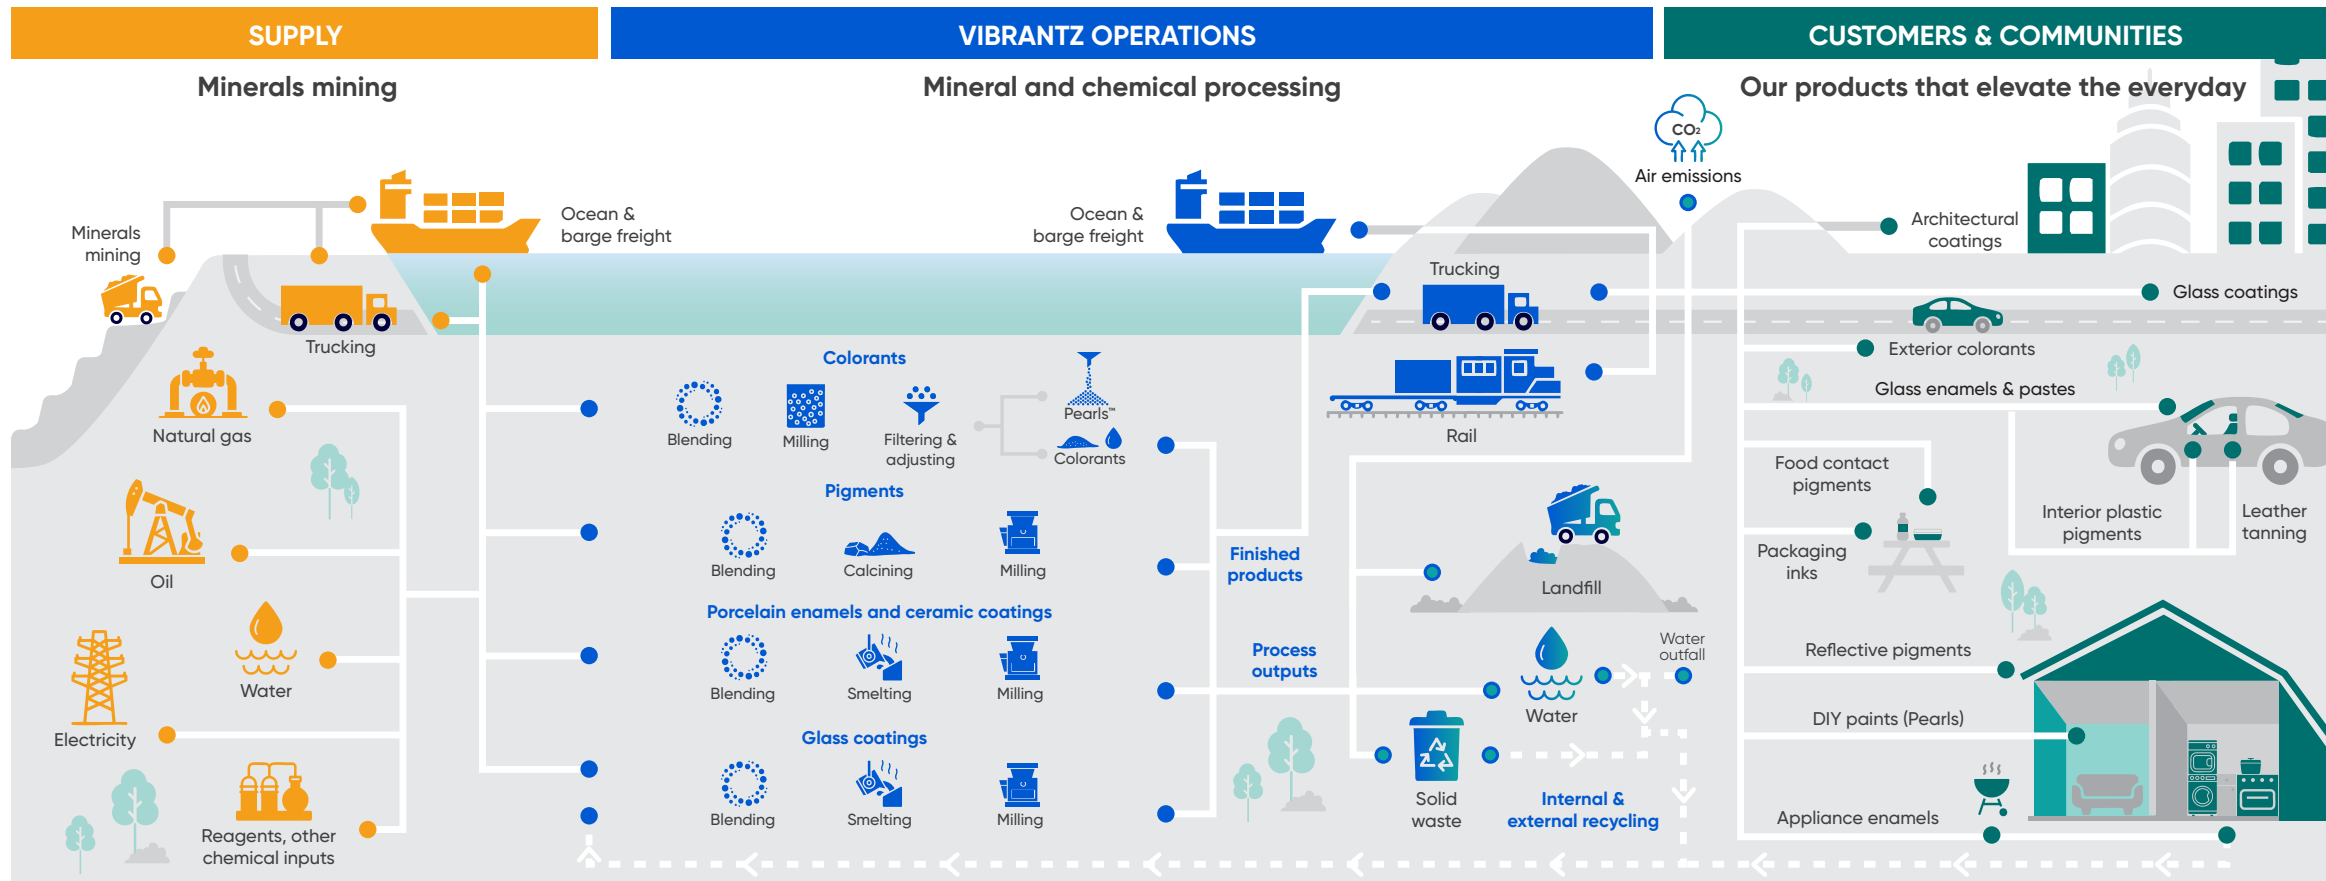 SUPPLY
VIBRANTZ OPERATIONS
CUSTOMERS & COMMUNITIES
Minerals mining
Mineral and chemical processing
Our products that elevate the everyday
Minerals
mining
Ocean &
barge freight
Trucking
Natural gas
Oil
Water
Electricity
Reagents, other
chemical inputs
Colorants
Blending
Milling
Filtering &
adjusting
Pearls™
Colorants
Pigments
Blending
Calcining
Milling
Porcelain enamels and ceramic coatings
Blending
Smelting
Milling
Glass coatings
Blending
Smelting
Milling
Ocean &
barge freight
Trucking
Rail
CO₂
Air emissions
Finished
products
Process
outputs
Landfill
Water
Water
outfall
Solid
waste
Internal &
external recycling
Architectural
coatings
Glass coatings
Exterior colorants
Glass enamels & pastes
Food contact
pigments
Interior plastic
pigments
Leather
tanning
Packaging
inks
Reflective pigments
DIY paints (Pearls)
Appliance enamels